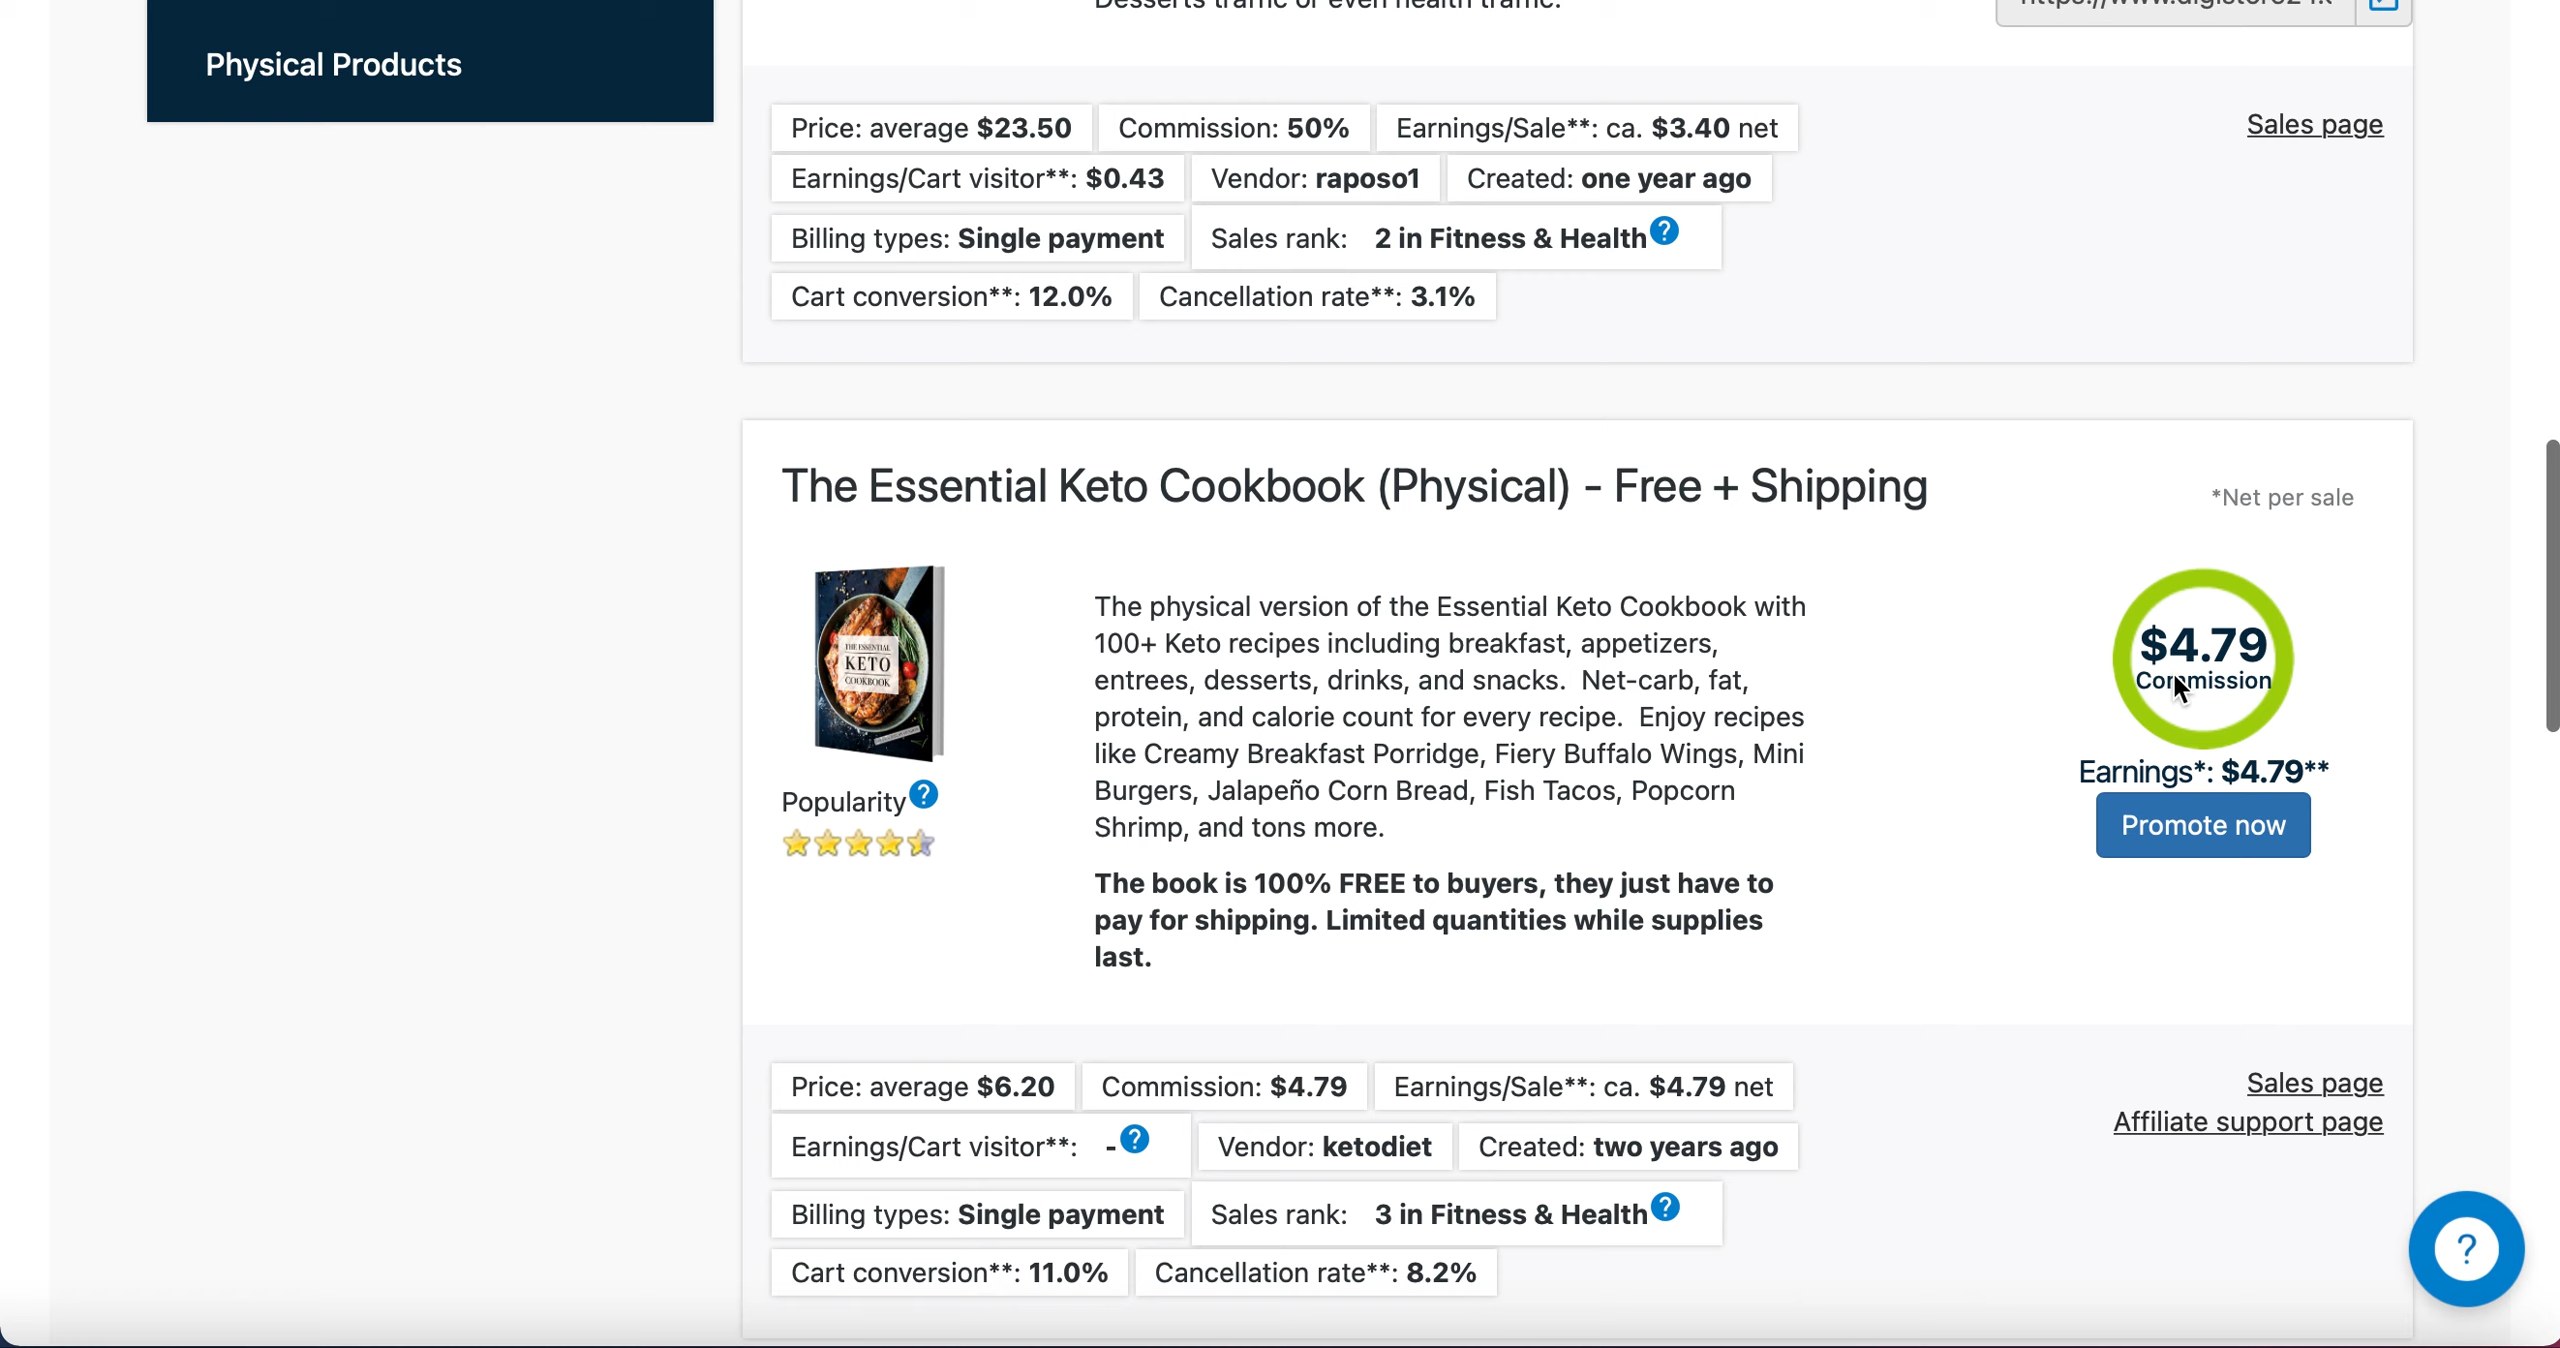 Physical Products
Desserts traffic or even health traffic.
Price: average $23.50
Commission: 50%
Earnings/Sale**: ca. $3.40 net
Sales page
Earnings/Cart visitor**: $0.43
Vendor: raposo1
Created: one year ago
Billing types: Single payment
Sales rank: 2 in Fitness & Health ?
Cart conversion**: 12.0%
Cancellation rate**: 3.1%
The Essential Keto Cookbook (Physical) - Free + Shipping
*Net per sale
THE ESSENTIAL
KETO
COOKBOOK
Popularity ?
The physical version of the Essential Keto Cookbook with
100+ Keto recipes including breakfast, appetizers,
entrees, desserts, drinks, and snacks. Net-carb, fat,
protein, and calorie count for every recipe. Enjoy recipes
like Creamy Breakfast Porridge, Fiery Buffalo Wings, Mini
Burgers, Jalapeño Corn Bread, Fish Tacos, Popcorn
Shrimp, and tons more.
The book is 100% FREE to buyers, they just have to
pay for shipping. Limited quantities while supplies
last.
$4.79
Commission
Earnings*: $4.79**
Promote now
Price: average $6.20
Commission: $4.79
Earnings/Sale**: ca. $4.79 net
Sales page
Affiliate support page
Earnings/Cart visitor**: - ?
Vendor: ketodiet
Created: two years ago
Billing types: Single payment
Sales rank: 3 in Fitness & Health ?
Cart conversion**: 11.0%
Cancellation rate**: 8.2%
?